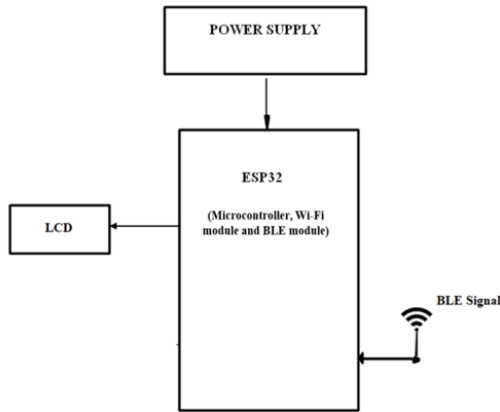 POWER SUPPLY
ESP32
(Microcontroller, Wi-Fi
module and BLE module)
LCD
BLE Signal